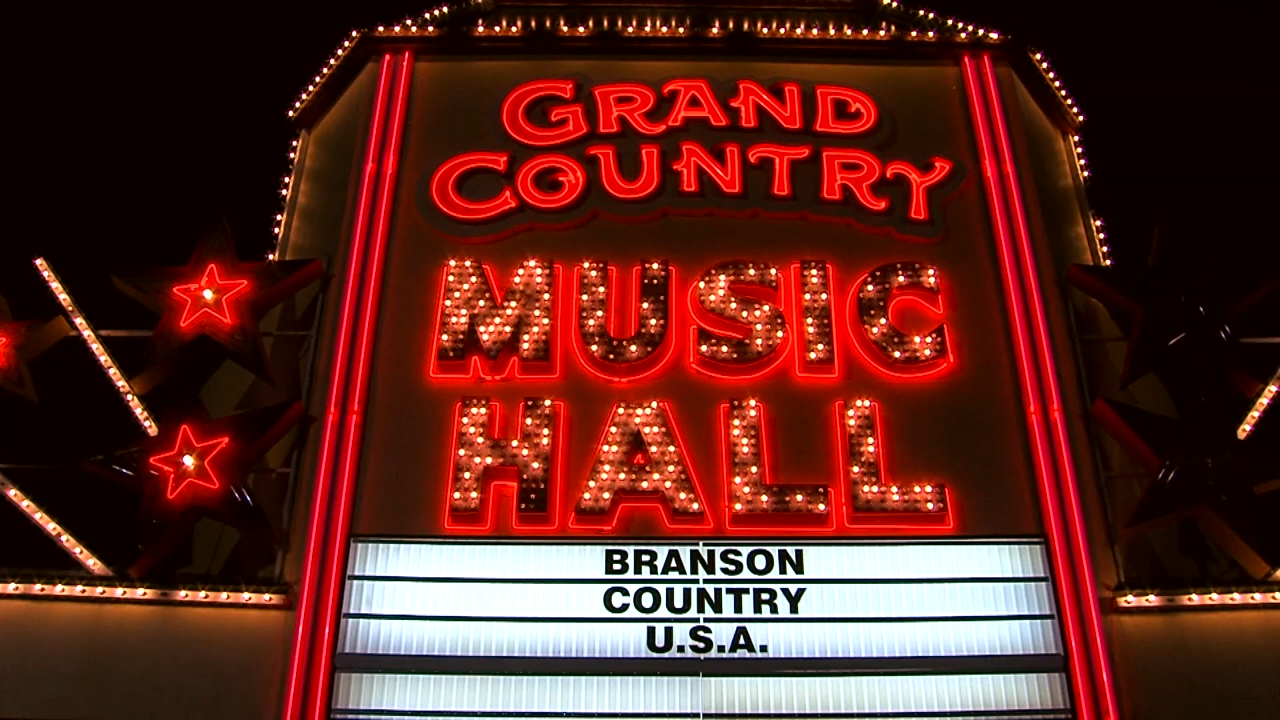 GRAND
COUNTRY
MUSIC
HALL
BRANSON
COUNTRY
U.S.A.